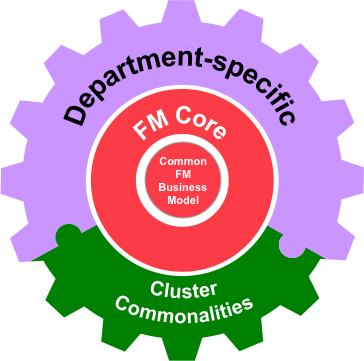 Department-specific
FM Core
Common
FM
Business
Model
Cluster
Commonalities